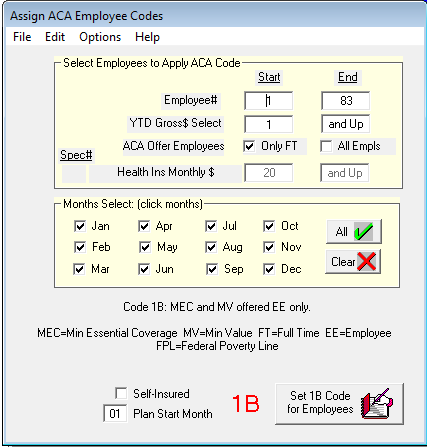 Assign ACA Employee Codes
File Edit Options Help
Select Employees to Apply ACA Code
Start End
Employee# 1 83
YTD Gross$ Select 1 and Up
ACA Offer Employees Only FT All Empls
Spec#
Health Ins Monthly $ 20 and Up
Months Select: (click months)
Jan Apr Jul Oct All
Feb May Aug Nov
Clear
Mar Jun Sep Dec
Code 1B: MEC and MV offered EE only.
MEC=Min Essential Coverage MV=Min Value FT=Full Time EE=Employee
FPL=Federal Poverty Line
Self-Insured
01 Plan Start Month
1B
Set 1B Code
for Employees